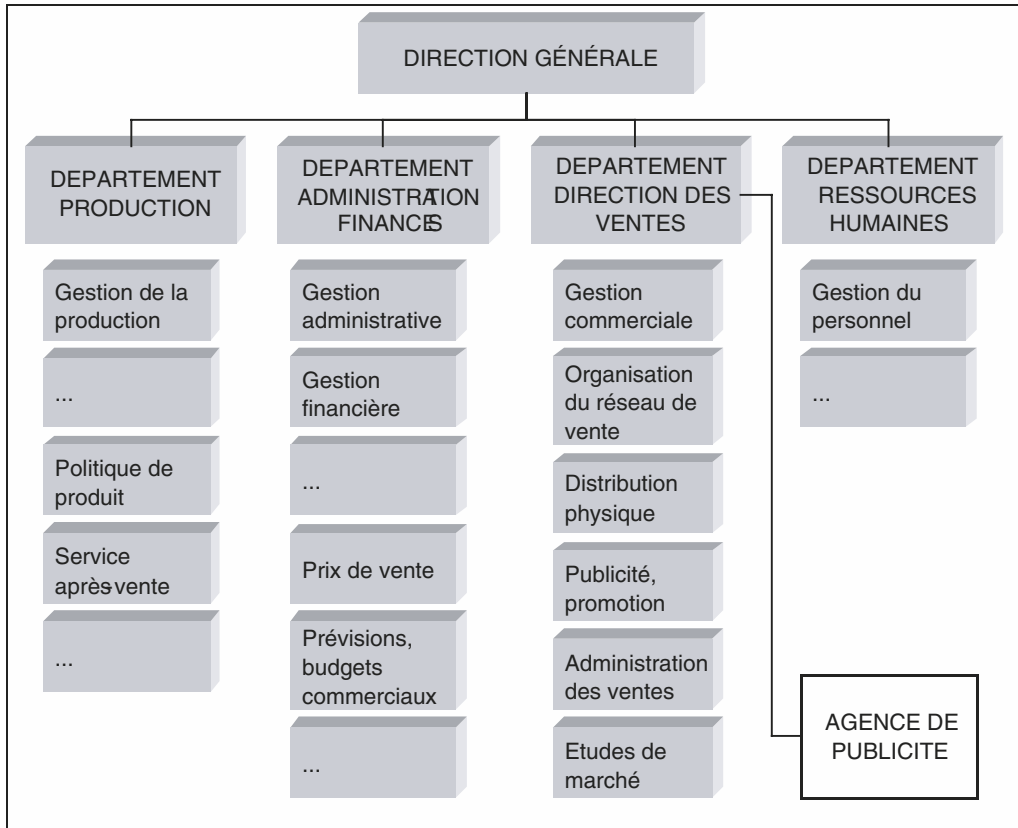 DIRECTION GÉNÉRALE
DEPARTEMENT
PRODUCTION
Gestion de la
production
...
Politique de
produit
Service
après-vente
...
DEPARTEMENT
ADMINISTRATION
FINANCES
Gestion
administrative
Gestion
financière
...
Prix de vente
Prévisions,
budgets
commerciaux
...
DEPARTEMENT
DIRECTION DES
VENTES
Gestion
commerciale
Organisation
du réseau de
vente
Distribution
physique
Publicité,
promotion
Administration
des ventes
Etudes de
marché
DEPARTEMENT
RESSOURCES
HUMAINES
Gestion du
personnel
...
AGENCE DE
PUBLICITE